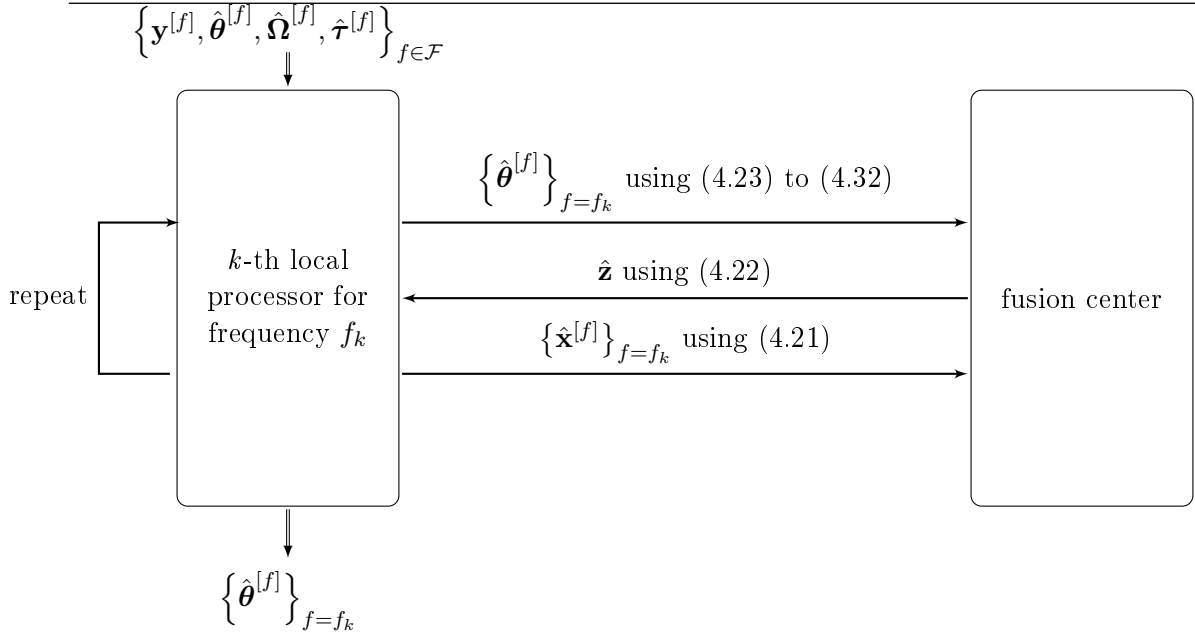 {y^[f], θ̂^[f], Ω̂^[f], τ̂^[f]}_{f∈ℱ}
{θ̂^[f]}_{f=f_k} using (4.23) to (4.32)
k-th local
processor for
frequency f_k
repeat
ẑ using (4.22)
fusion center
{x̂^[f]}_{f=f_k} using (4.21)
{θ̂^[f]}_{f=f_k}